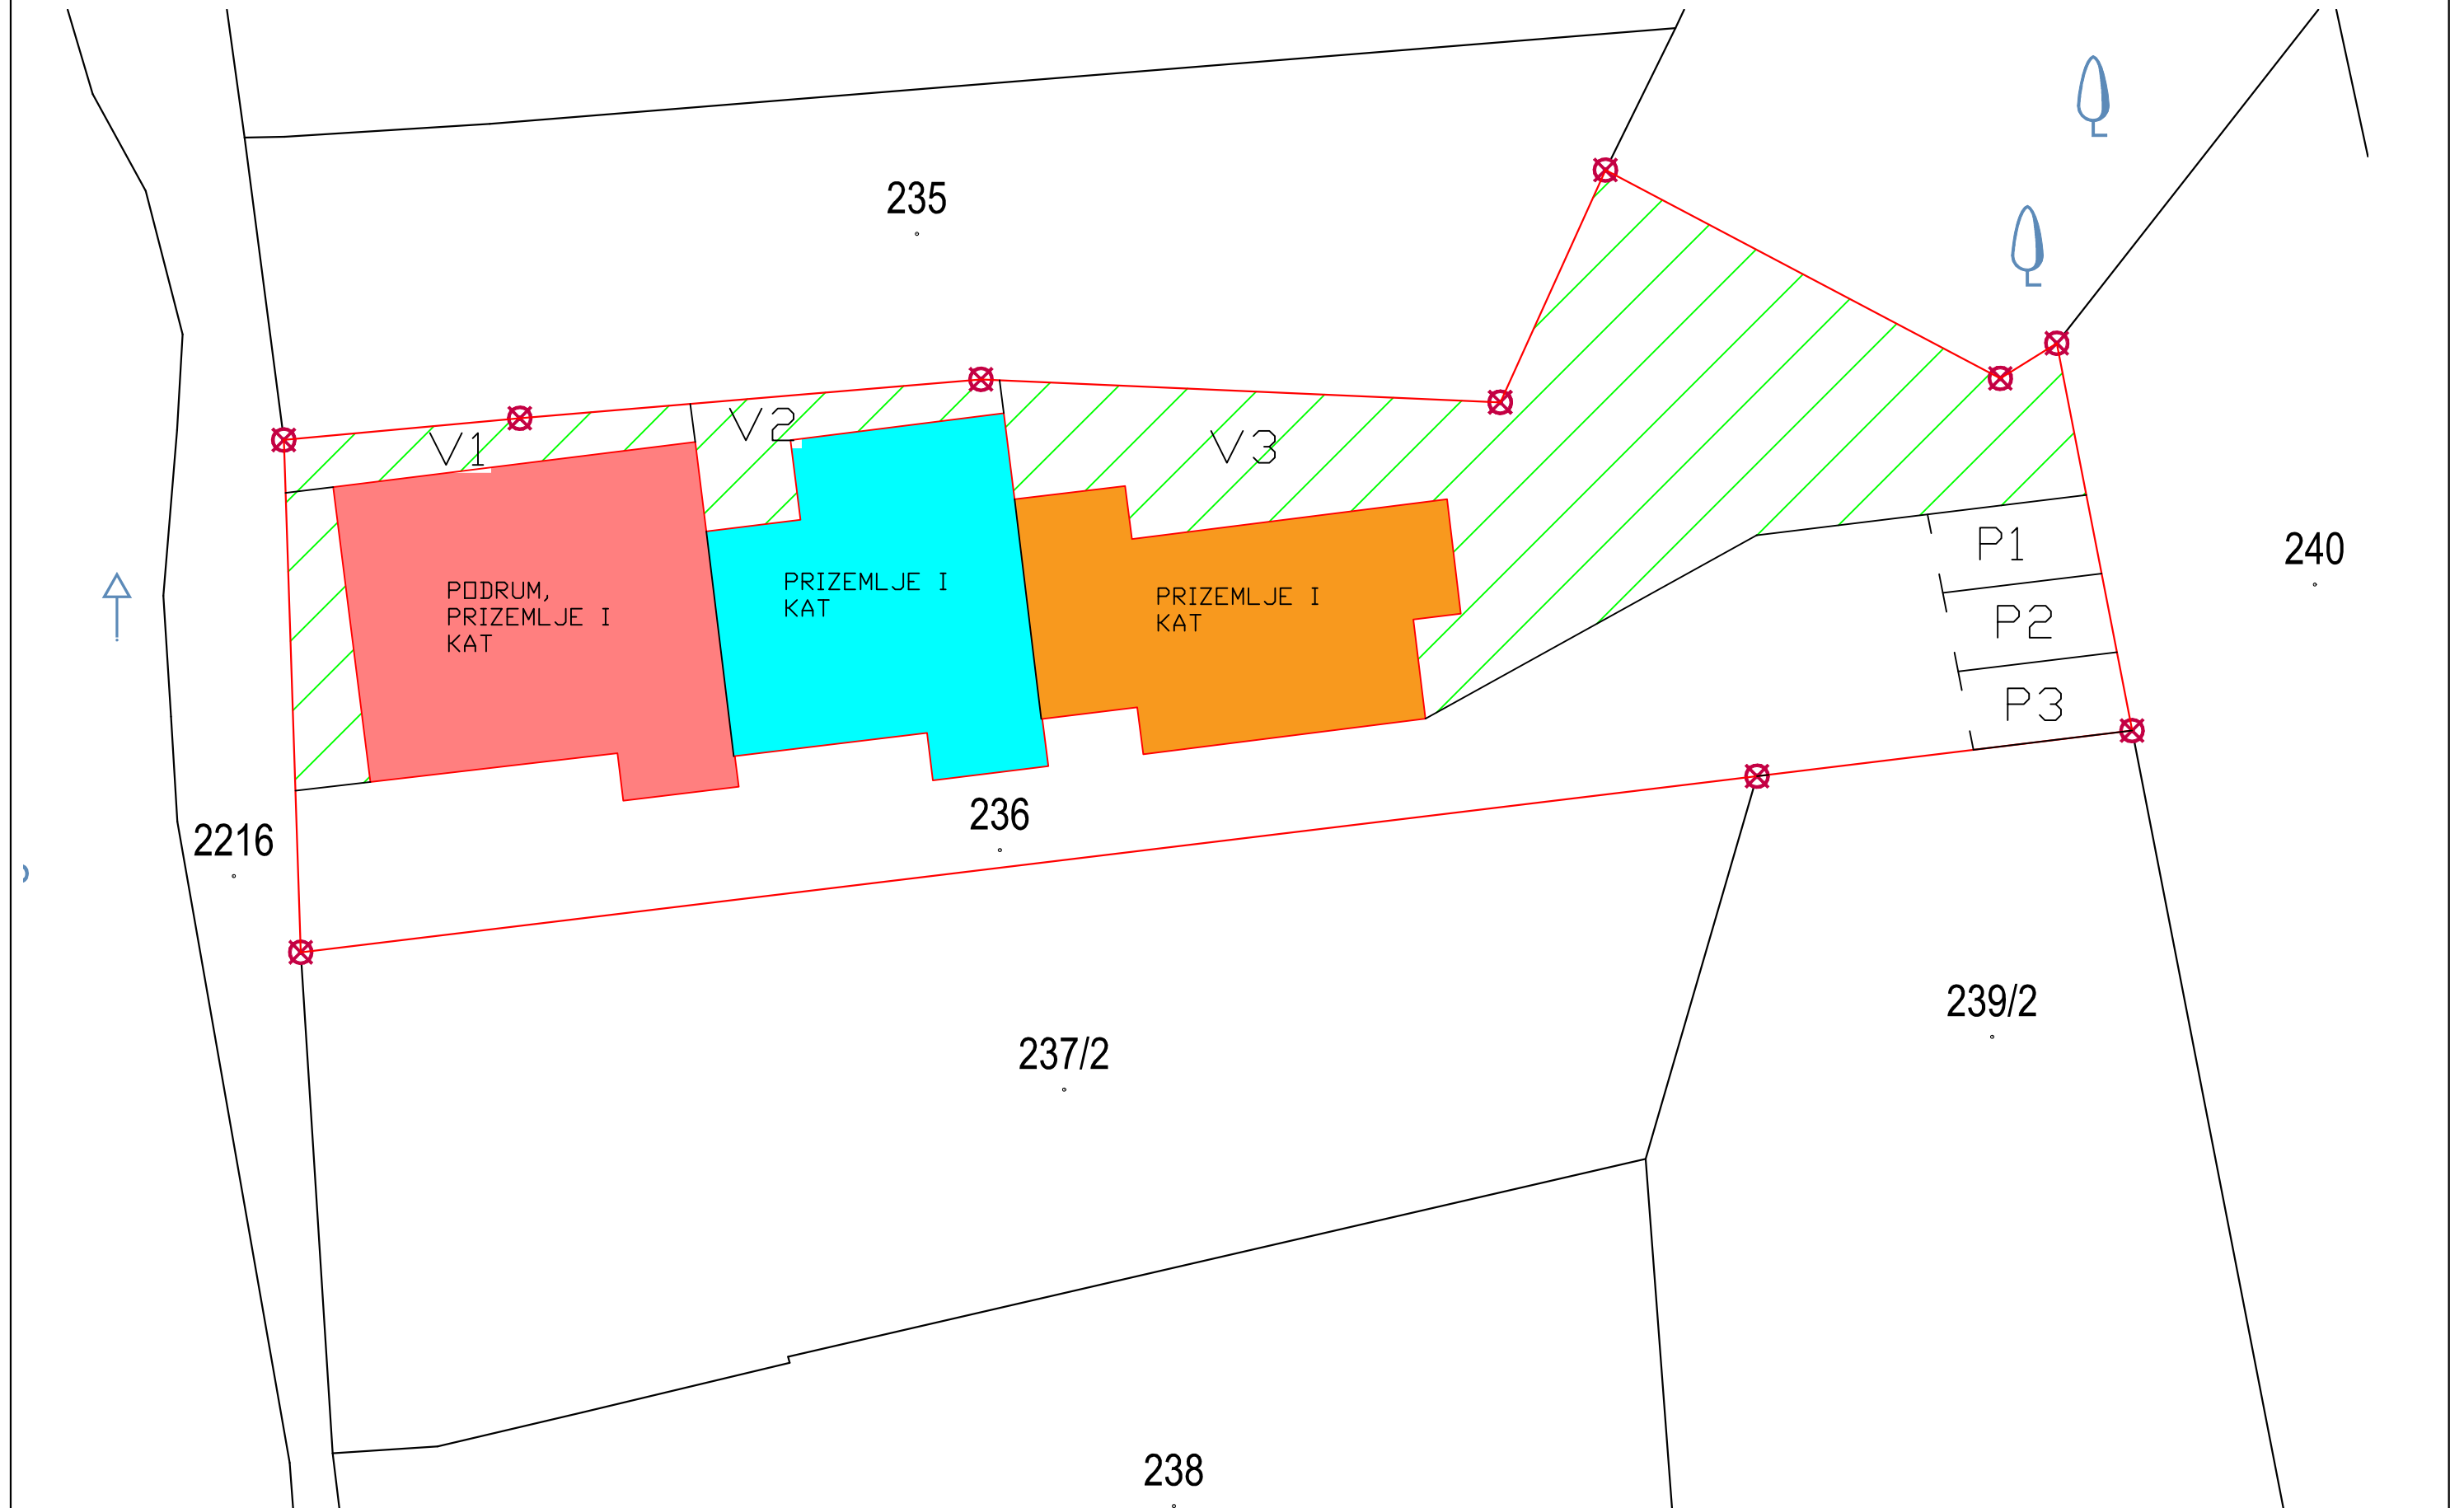 235
V1
V2
V3
PODRUM,
PRIZEMLJE I
KAT
PRIZEMLJE I
KAT
PRIZEMLJE I
KAT
P1
P2
P3
240
2216
236
237/2
239/2
238